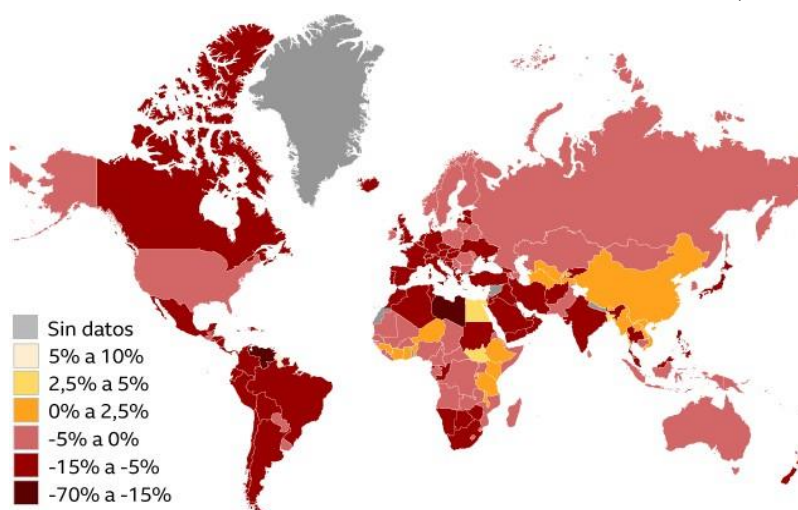 Sin datos
5% a 10%
2,5% a 5%
0% a 2,5%
-5% a 0%
-15% a -5%
-70% a -15%